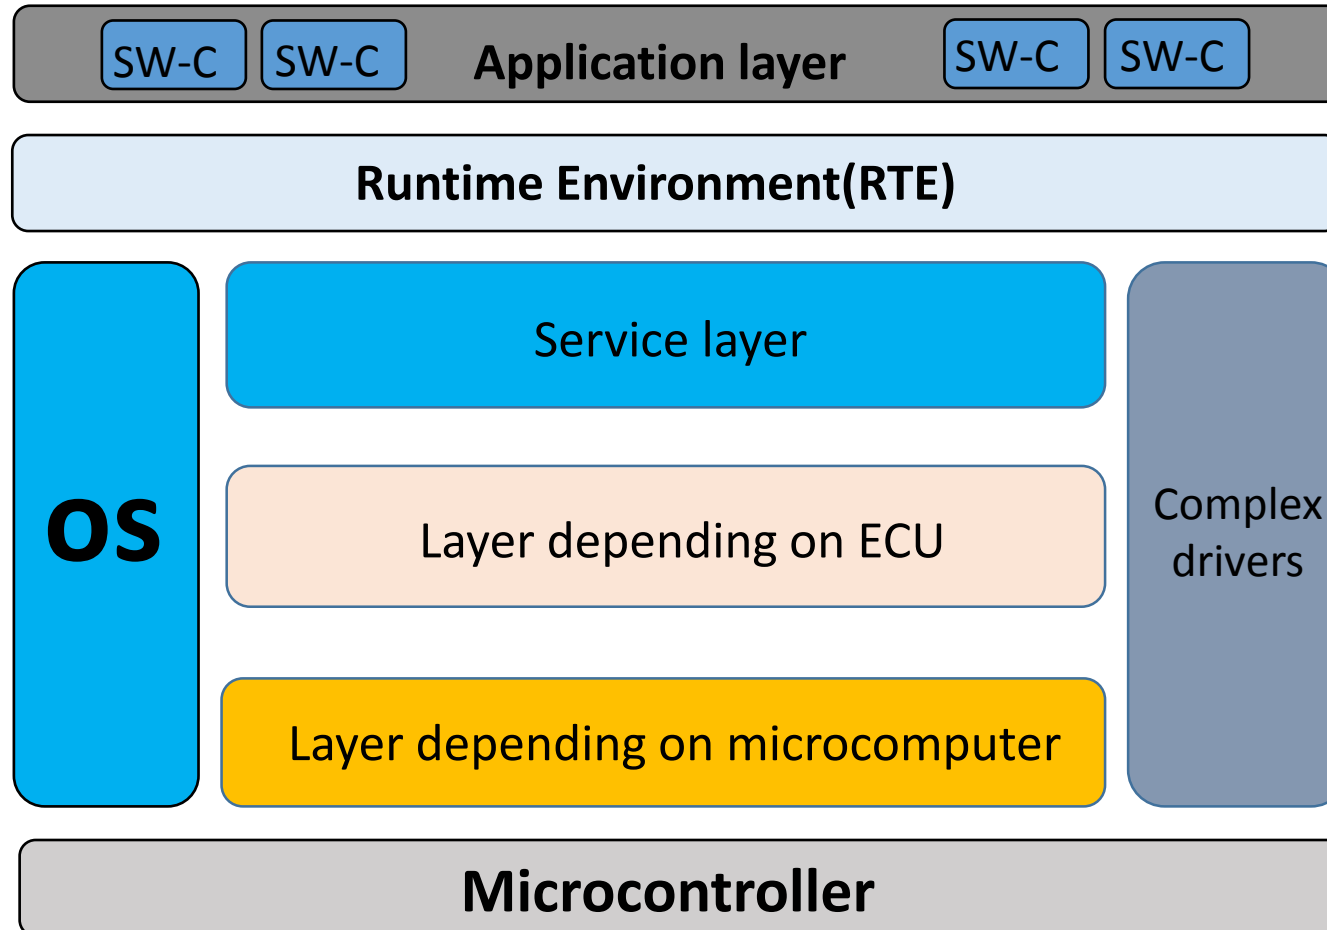 SW-C SW-C Application layer SW-C SW-C
Runtime Environment(RTE)
OS
Service layer
Layer depending on ECU
Layer depending on microcomputer
Complex
drivers
Microcontroller